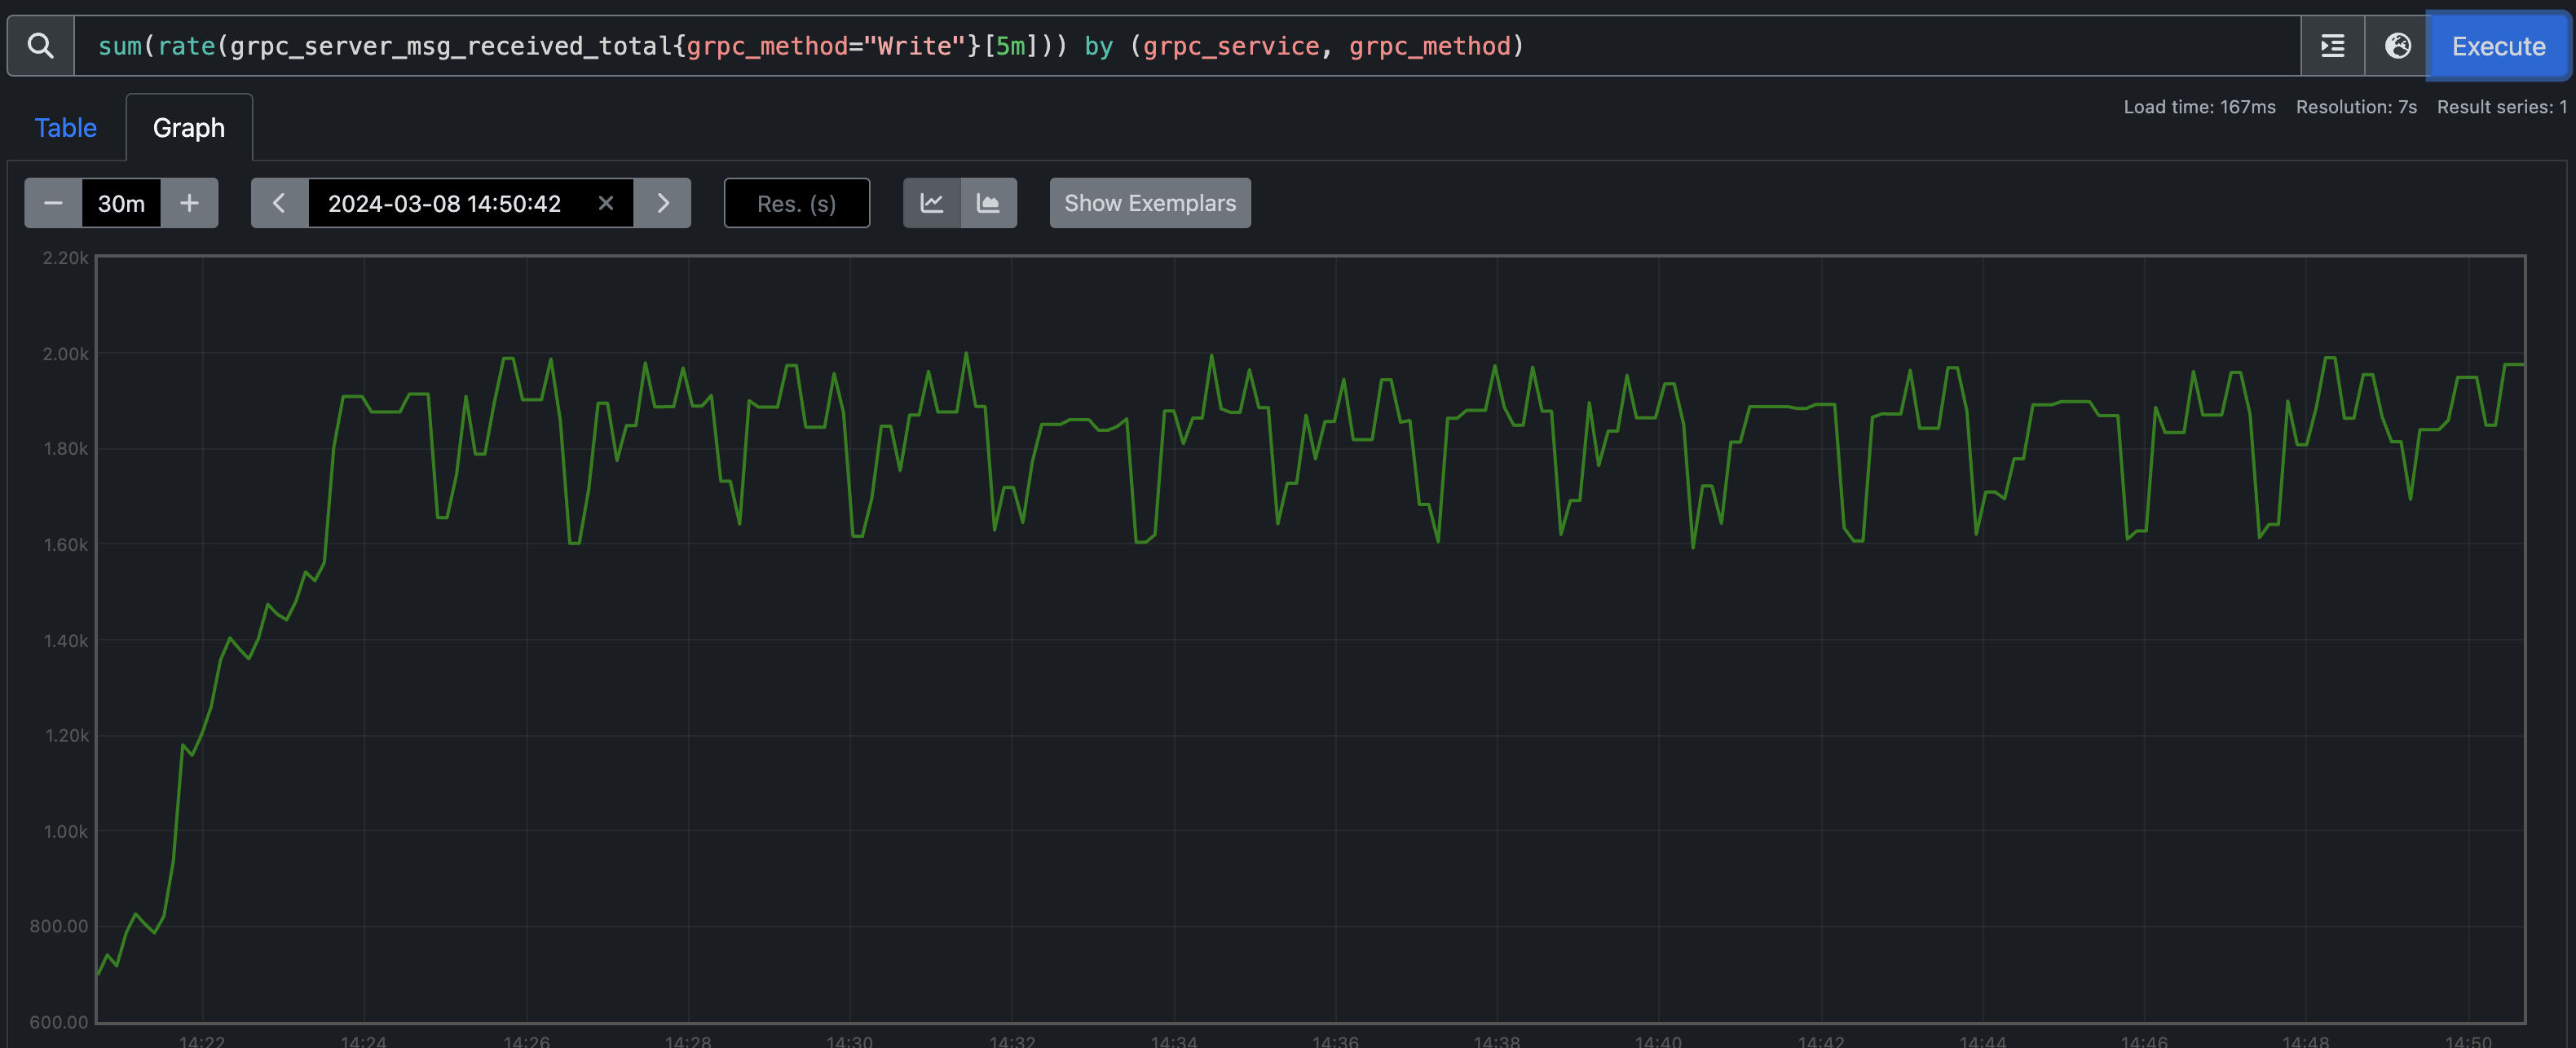 sum(rate(grpc_server_msg_received_total{grpc_method="Write"}[5m])) by (grpc_service, grpc_method)
Execute
Load time: 167ms Resolution: 7s Result series: 1
Table
Graph
30m
2024-03-08 14:50:42
Res. (s)
Show Exemplars
2.20k
2.00k
1.80k
1.60k
1.40k
1.20k
1.00k
800.00
600.00
14:22 14:24 14:26 14:28 14:30 14:32 14:34 14:36 14:38 14:40 14:42 14:44 14:46 14:48 14:50